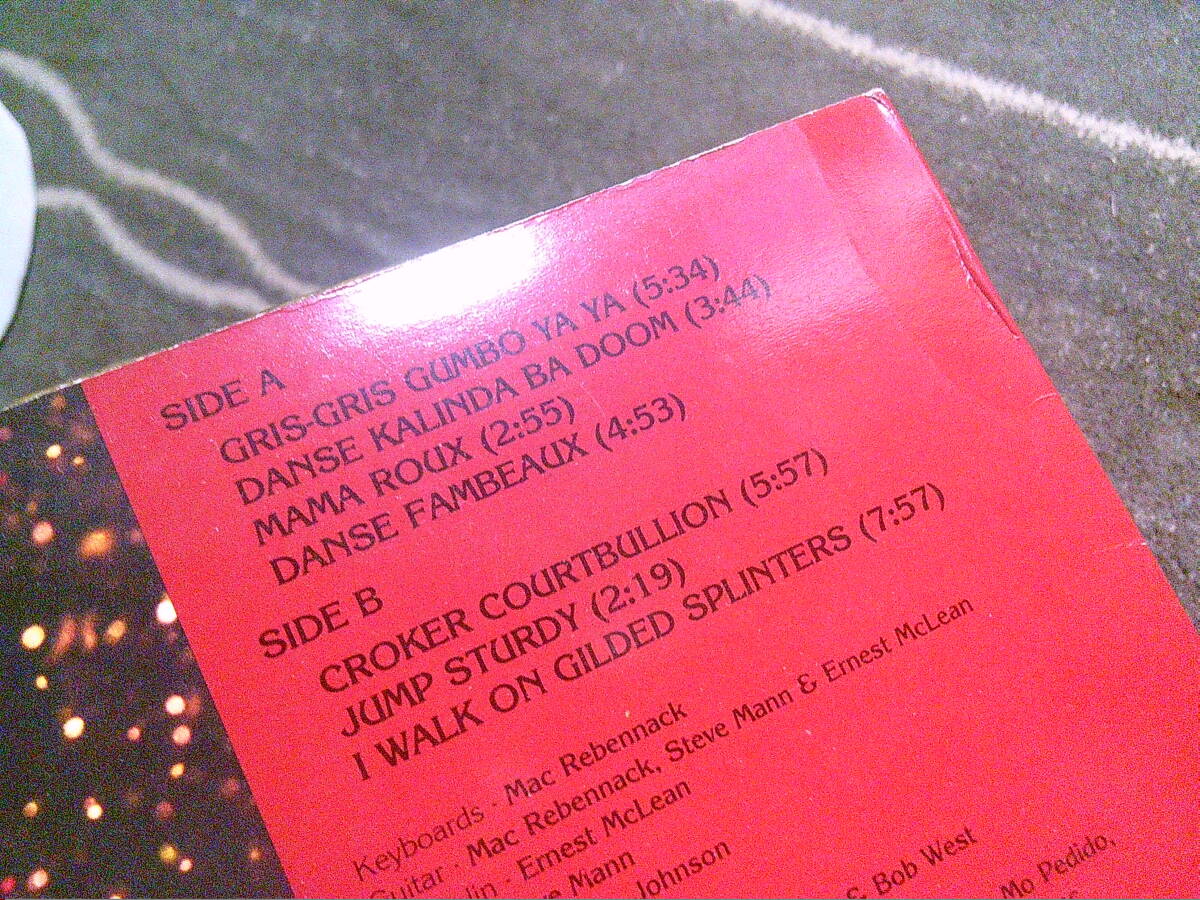 SIDE A
GRIS-GRIS GUMBO YA YA (5:34)
DANSE KALINDA BA DOOM (3:44)
MAMA ROUX (2:55)
DANSE FAMBEAUX (4:53)
SIDE B
CROKER COURTBULLION (5:57)
JUMP STURDY (2:19)
I WALK ON GILDED SPLINTERS (7:57)
Keyboards · Mac Rebennack
Guitar · Mac Rebennack, Steve Mann & Ernest McLean
· Ernest McLean
Mann
Johnson
& Bob West
Mo Pedido,